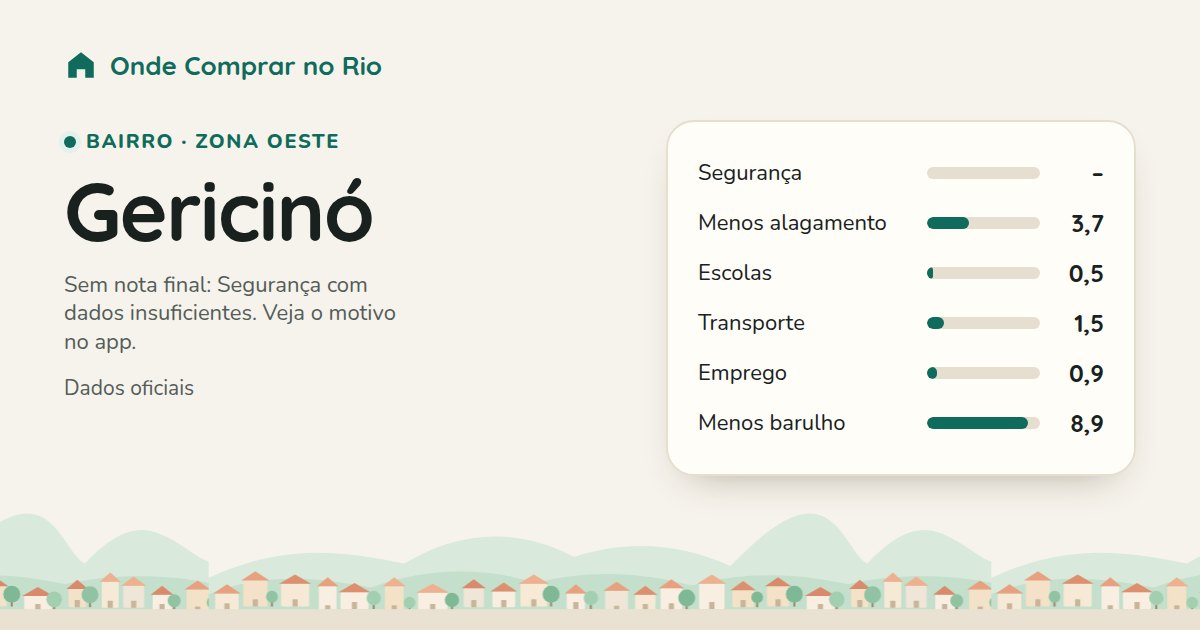 Onde Comprar no Rio
BAIRRO · ZONA OESTE
Gericinó
Sem nota final: Segurança com
dados insuficientes. Veja o motivo
no app.
Dados oficiais
Segurança –
Menos alagamento 3,7
Escolas 0,5
Transporte 1,5
Emprego 0,9
Menos barulho 8,9